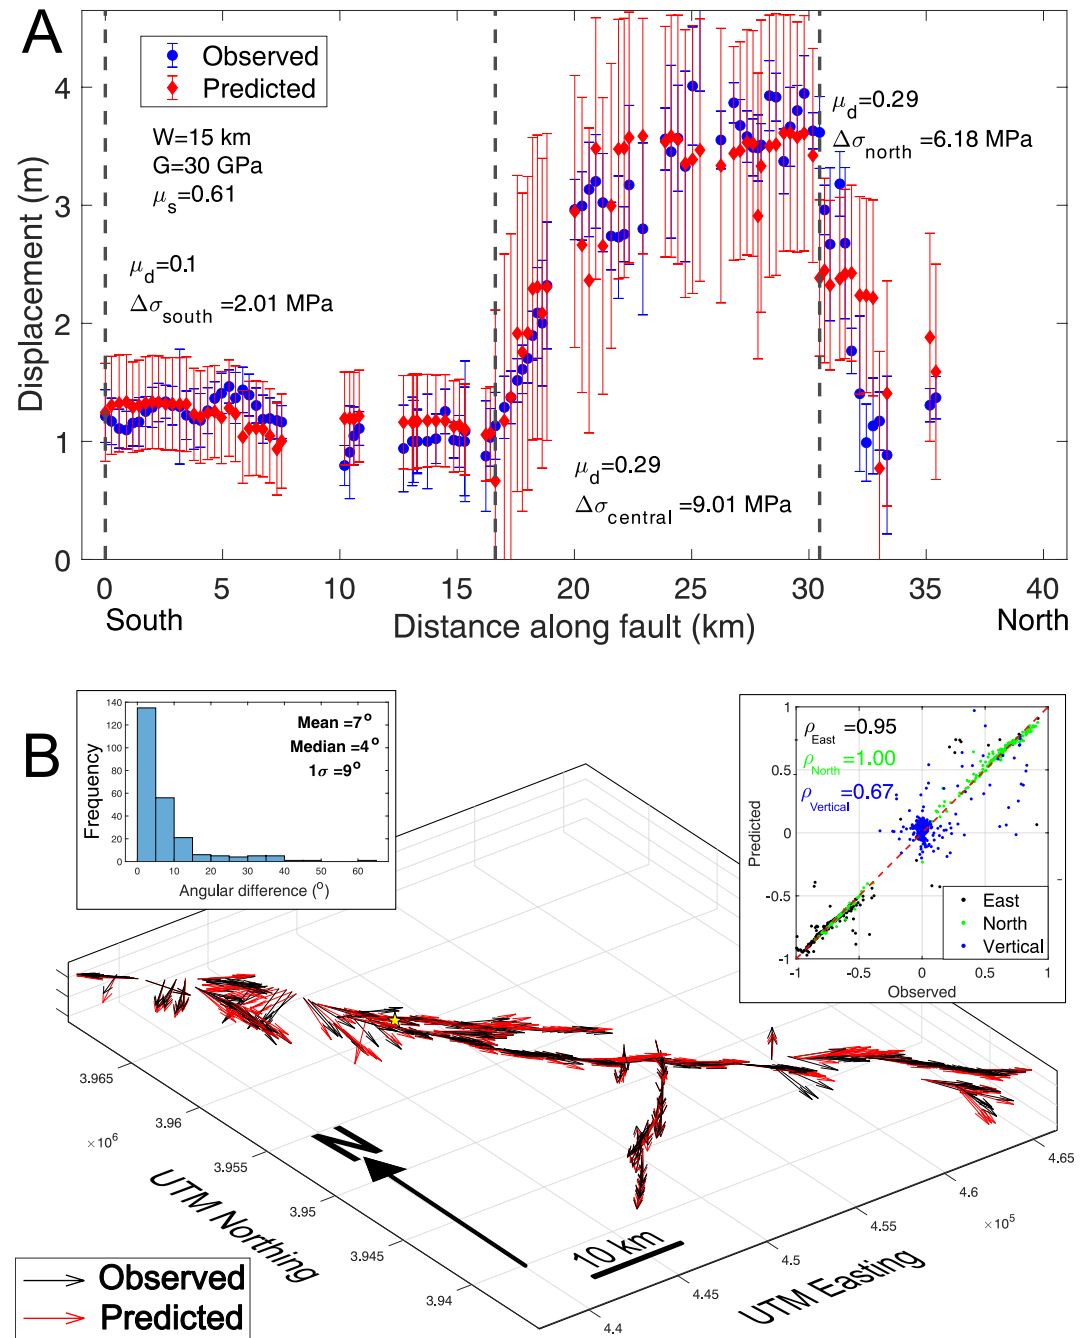 A
Observed
Predicted
W=15 km
G=30 GPa
μs=0.61
μd=0.1
Δσsouth=2.01 MPa
μd=0.29
Δσcentral=9.01 MPa
μd=0.29
Δσnorth=6.18 MPa
Displacement (m)
4
3
2
1
0
0 5 10 15 20 25 30 35 40
South
Distance along fault (km)
North
B
140
120
100
80
60
40
20
0
Frequency
Mean =7°
Median =4°
1σ =9°
0 10 20 30 40 50 60
Angular difference (°)
ρEast=0.95
ρNorth=1.00
ρVertical=0.67
1
0.5
0
-0.5
-1
Predicted
East
North
Vertical
-1 -0.5 0 0.5 1
Observed
3.965
3.96
3.955
3.95
3.945
3.94
×10⁶
UTM Northing
N
10 km
4.4
4.45
4.5
4.55
4.6
4.65
×10⁵
UTM Easting
Observed
Predicted